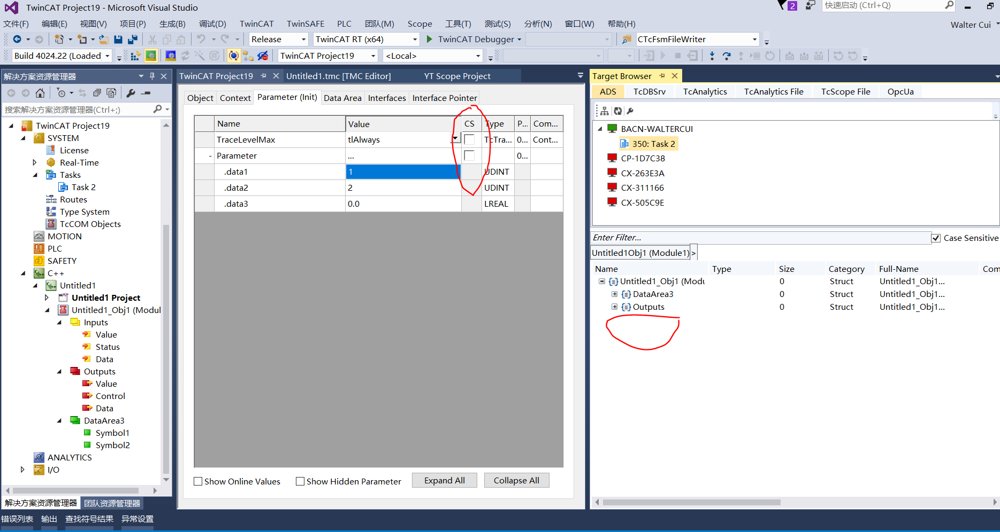 TwinCAT Project19 - Microsoft Visual Studio
2
快速启动 (Ctrl+Q)
文件(F) 编辑(E) 视图(V) 项目(P) 生成(B) 调试(D) TwinCAT TwinSAFE PLC 团队(M) Scope 工具(T) 测试(S) 分析(N) 窗口(W) 帮助(H)
Walter Cui
Release TwinCAT RT (x64) TwinCAT Debugger CTcFsmFileWriter
Build 4024.22 (Loaded) TwinCAT Project19 <Local>
解决方案资源管理器
搜索解决方案资源管理器(Ctrl+;)
TwinCAT Project19
SYSTEM
License
Real-Time
Tasks
Task 2
Routes
Type System
TcCOM Objects
MOTION
PLC
SAFETY
C++
Untitled1
Untitled1 Project
Untitled1_Obj1 (Modul
Inputs
Value
Status
Data
Outputs
Value
Control
Data
DataArea3
Symbol1
Symbol2
ANALYTICS
I/O
解决方案资源管理器 团队资源管理器
TwinCAT Project19 Untitled1.tmc [TMC Editor] YT Scope Project
Object Context Parameter (Init) Data Area Interfaces Interface Pointer
Name Value CS Type P... Com...
TraceLevelMax tlAlways TcTra... 0... Cont...
- Parameter ... 0...
.data1 1 UDINT
.data2 2 UDINT
.data3 0.0 LREAL
Show Online Values Show Hidden Parameter Expand All Collapse All
Target Browser
ADS TcDBSrv TcAnalytics TcAnalytics File TcScope File OpcUa
BACN-WALTERCUI
350: Task 2
CP-1D7C38
CX-263E3A
CX-311166
CX-505C9E
Enter Filter... Case Sensitive
Untitled1Obj1 (Module1) >
Name Type Size Category Full-Name Com
Untitled1_Obj1 (Modu 0 Struct Untitled1_Obj1...
DataArea3 0 Struct Untitled1_Obj1...
Outputs 0 Struct Untitled1_Obj1...
错误列表 输出 查找符号结果 异常设置